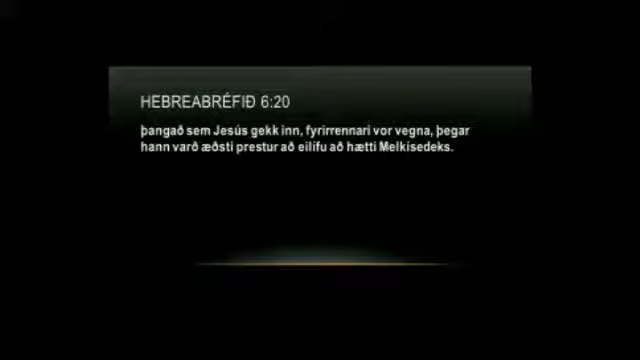 HEBREABRÉFIÐ 6:20
þangað sem Jesús gekk inn, fyrirrennari vor vegna, þegar
hann varð æðsti prestur að eilífu að hætti Melkísedeks.